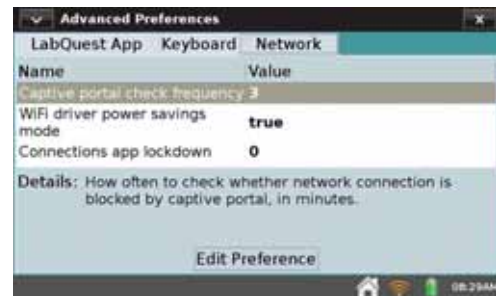 Advanced Preferences
LabQuest App Keyboard Network
Name Value
Captive portal check frequency 3
WiFi driver power savings
mode true
Connections app lockdown 0
Details: How often to check whether network connection is
blocked by captive portal, in minutes.
Edit Preference
08:29AM